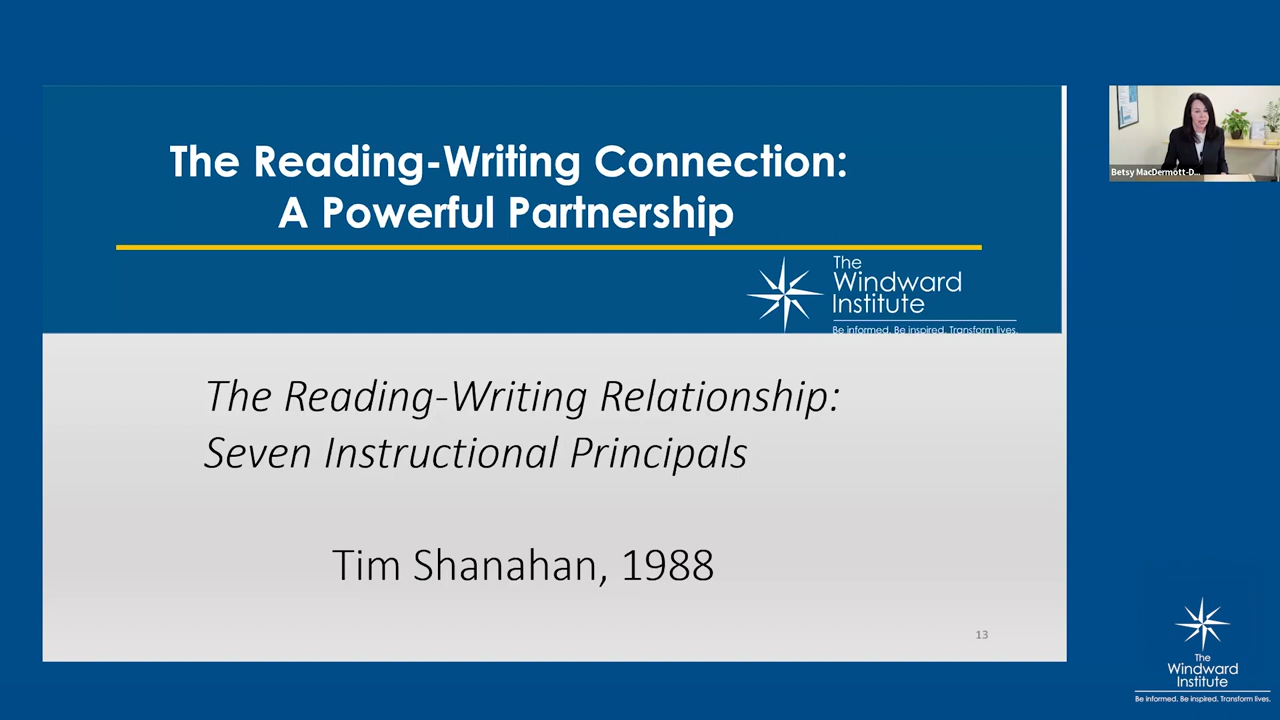 The Reading-Writing Connection:
A Powerful Partnership
The
Windward
Institute
Be informed. Be inspired. Transform lives.
The Reading-Writing Relationship:
Seven Instructional Principals
Tim Shanahan, 1988
13
Betsy MacDermott-D...
The
Windward
Institute
Be informed. Be inspired. Transform lives.